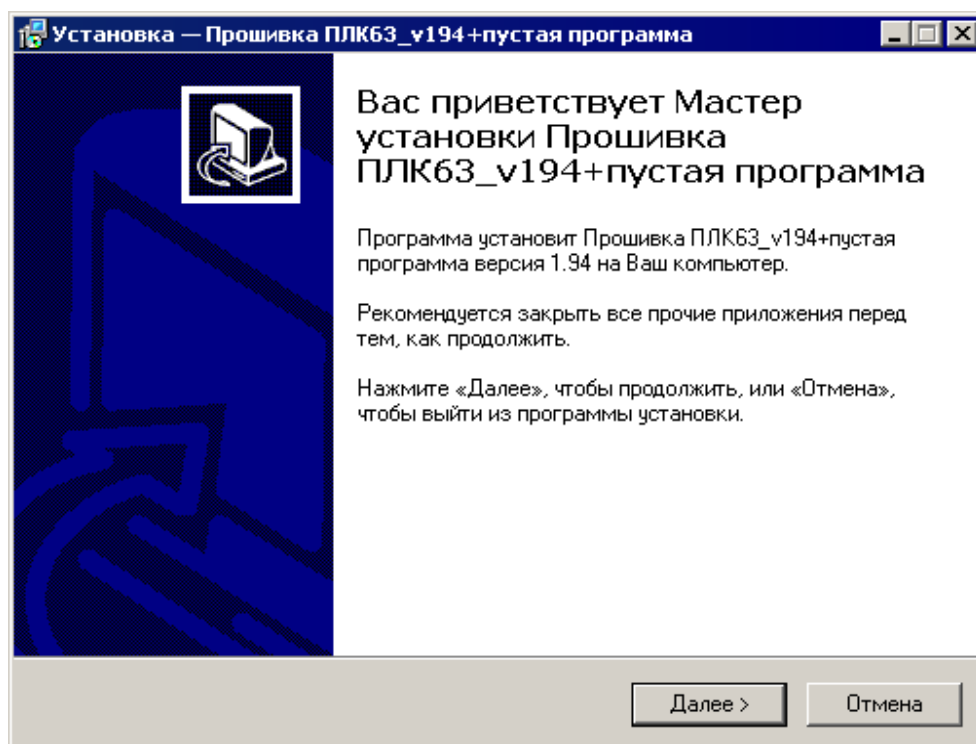 Установка — Прошивка ПЛК63_v194+пустая программа
Вас приветствует Мастер
установки Прошивка
ПЛК63_v194+пустая программа
Программа установит Прошивка ПЛК63_v194+пустая
программа версия 1.94 на Ваш компьютер.
Рекомендуется закрыть все прочие приложения перед
тем, как продолжить.
Нажмите «Далее», чтобы продолжить, или «Отмена»,
чтобы выйти из программы установки.
Далее >
Отмена